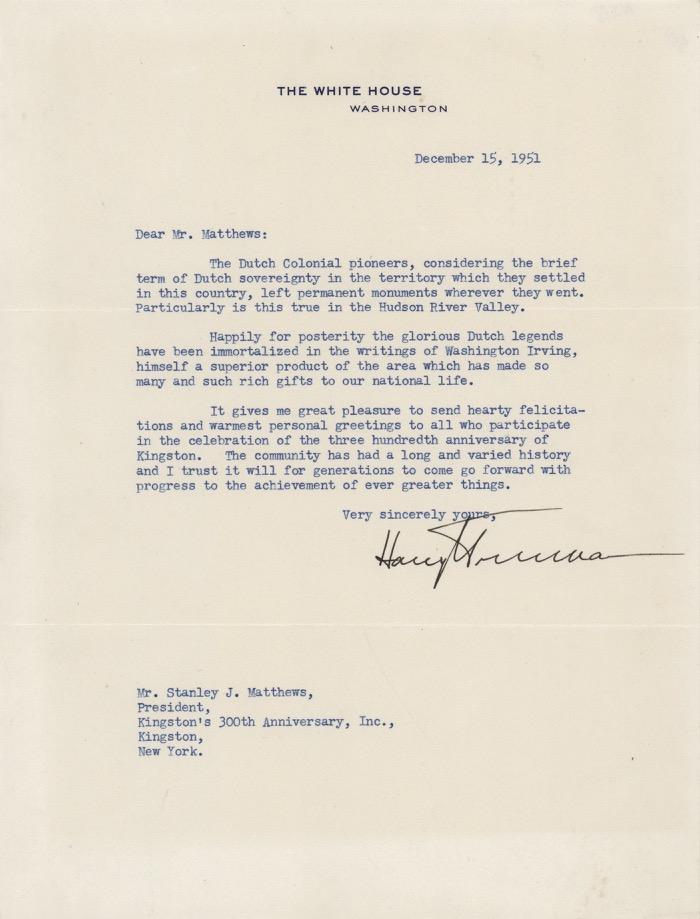 THE WHITE HOUSE
WASHINGTON
December 15, 1951
Dear Mr. Matthews:
The Dutch Colonial pioneers, considering the brief
term of Dutch sovereignty in the territory which they settled
in this country, left permanent monuments wherever they went.
Particularly is this true in the Hudson River Valley.
Happily for posterity the glorious Dutch legends
have been immortalized in the writings of Washington Irving,
himself a superior product of the area which has made so
many and such rich gifts to our national life.
It gives me great pleasure to send hearty felicita-
tions and warmest personal greetings to all who participate
in the celebration of the three hundredth anniversary of
Kingston. The community has had a long and varied history
and I trust it will for generations to come go forward with
progress to the achievement of ever greater things.
Very sincerely yours,
Harry Truman
Mr. Stanley J. Matthews,
President,
Kingston's 300th Anniversary, Inc.,
Kingston,
New York.